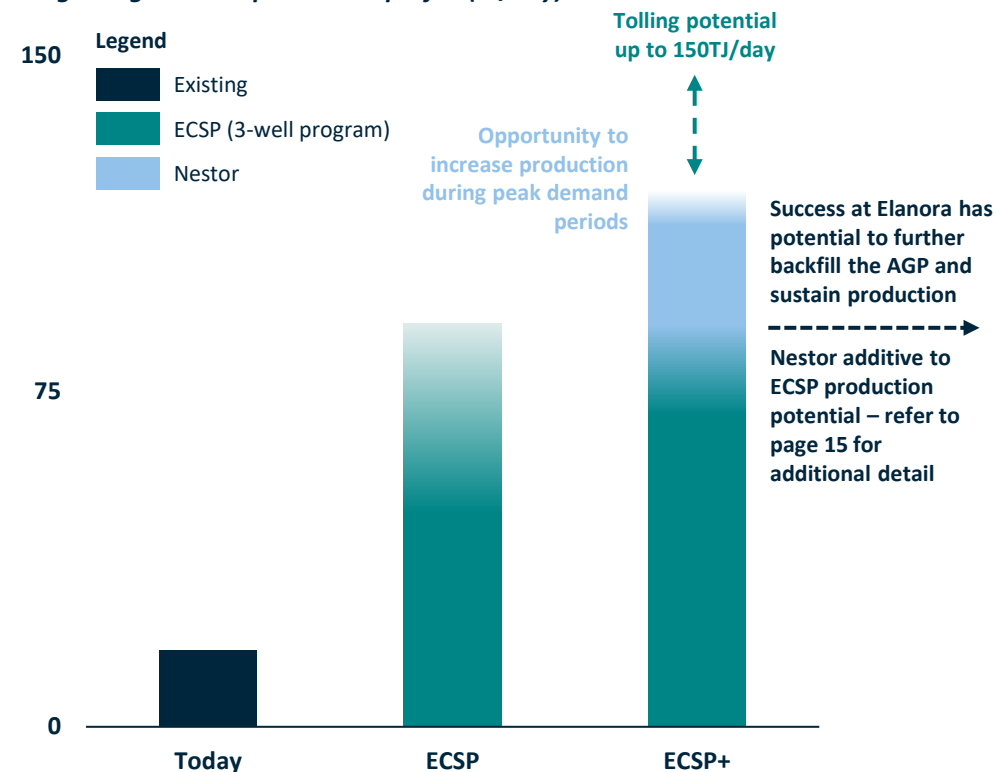 Tolling potential
up to 150TJ/day
150
Legend
Existing
ECSP (3-well program)
Nestor
Opportunity to
increase production
during peak demand
periods
Success at Elanora has
potential to further
backfill the AGP and
sustain production
Nestor additive to
ECSP production
potential – refer to
page 15 for
additional detail
75
0
Today
ECSP
ECSP+